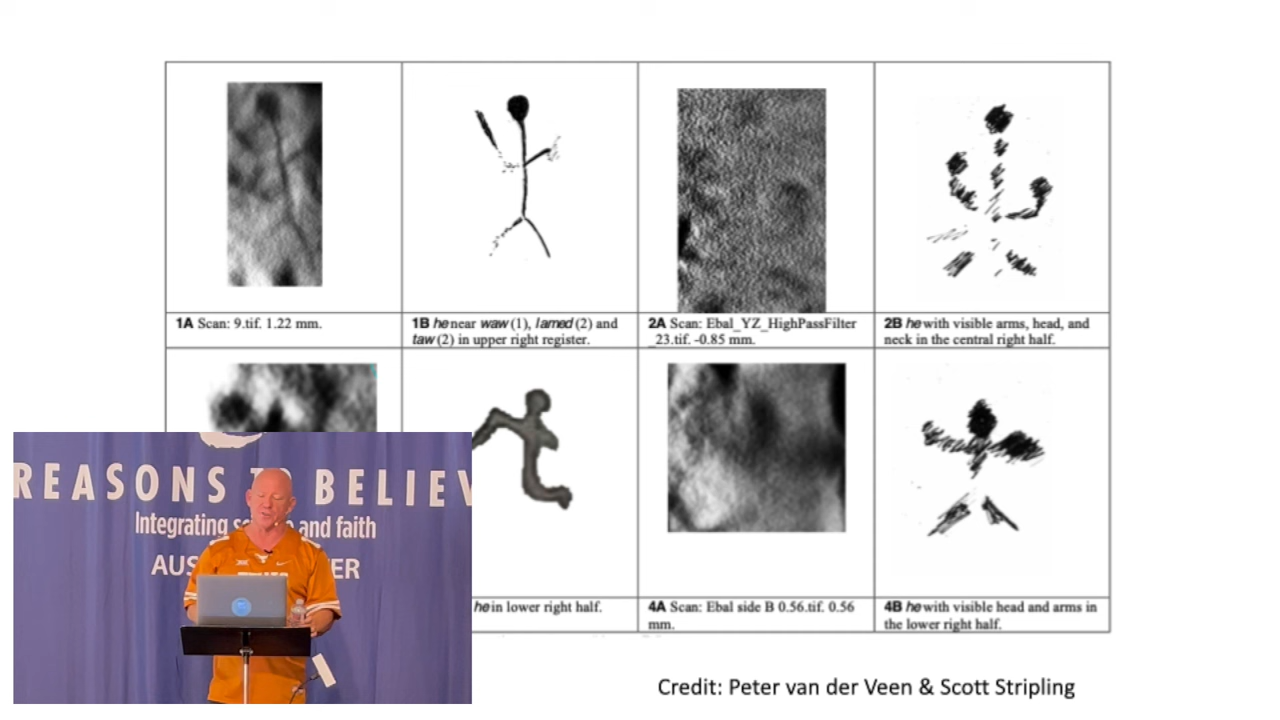 1A Scan: 9.tif. 1.22 mm.
1B he near waw (1), lamed (2) and
taw (2) in upper right register.
2A Scan: Ebal_YZ_HighPassFilter
_23.tif. -0.85 mm.
2B he with visible arms, head, and
neck in the central right half.
he in lower right half.
4A Scan: Ebal side B 0.56.tif. 0.56
mm.
4B he with visible head and arms in
the lower right half.
REASONS TO BELIEV
Integrating and faith
AUS ER
Credit: Peter van der Veen & Scott Stripling